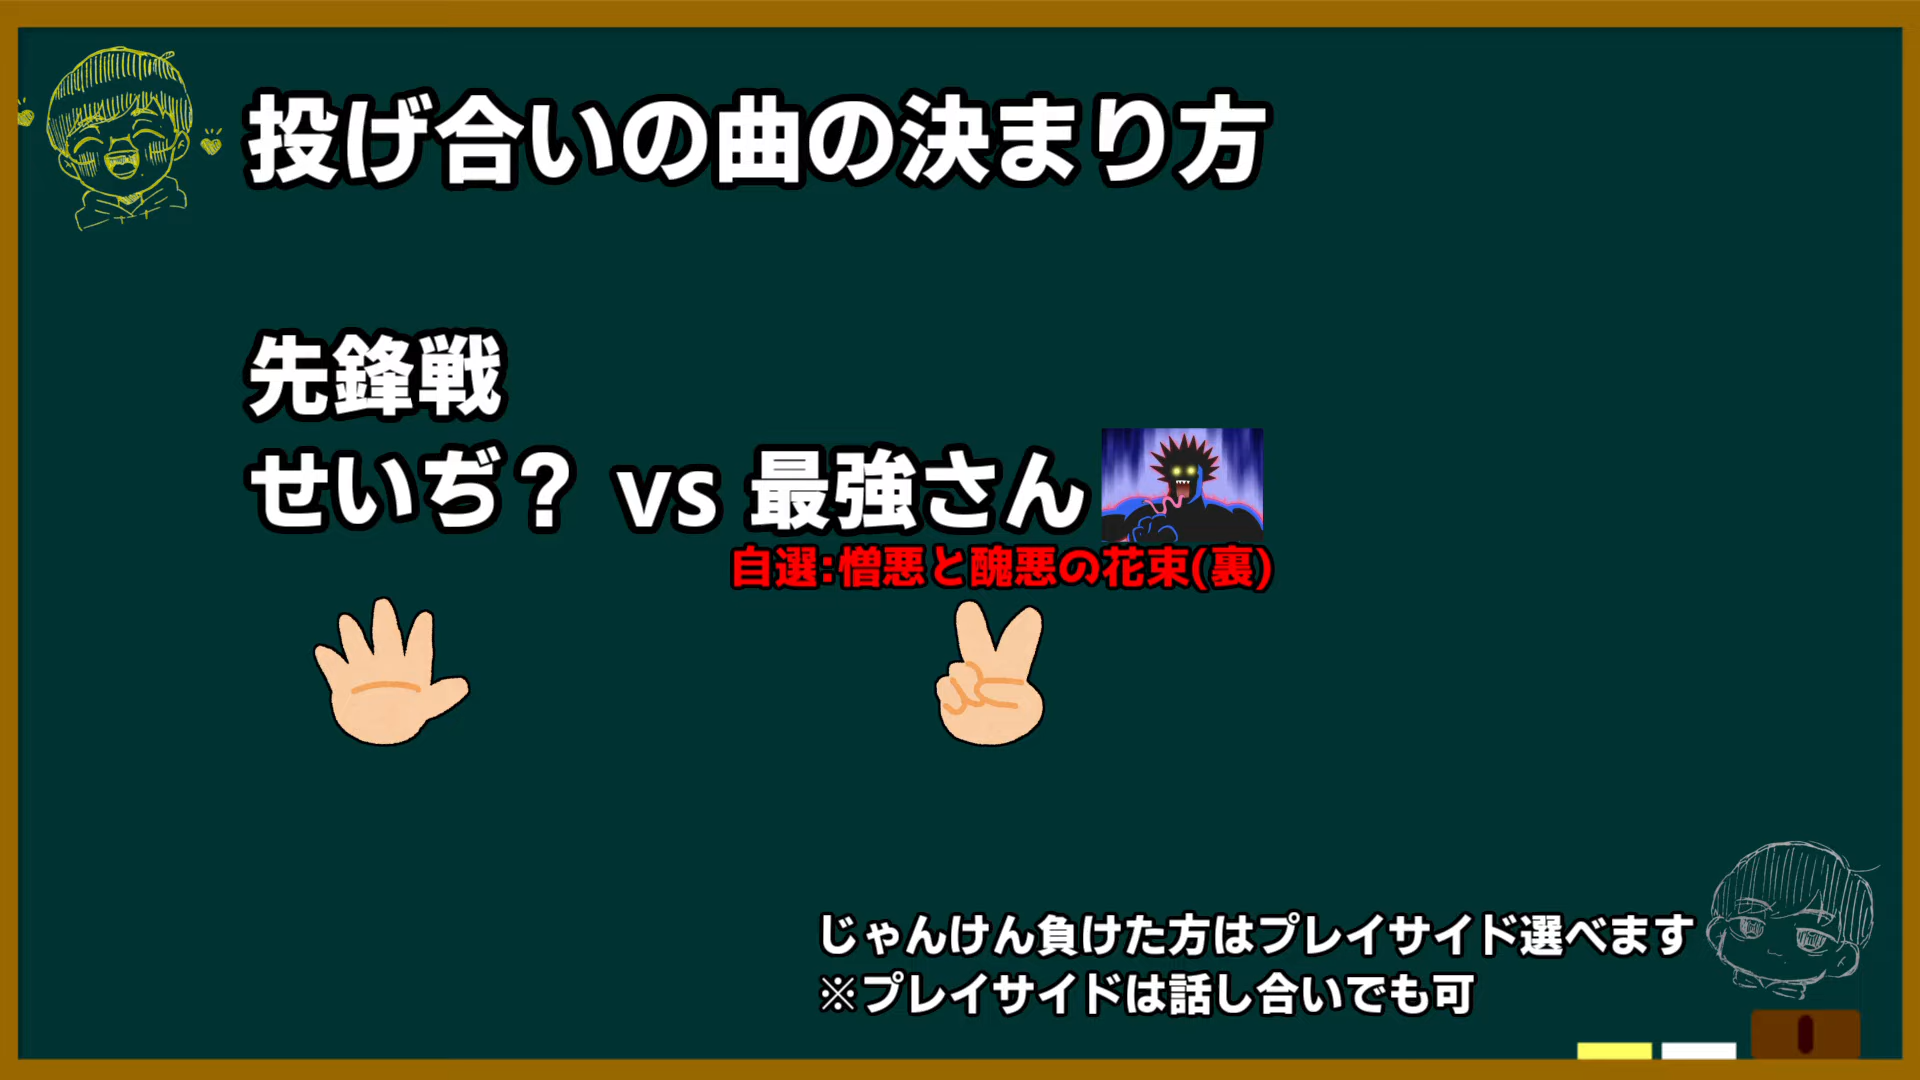 投げ合いの曲の決まり方
先鋒戦
せいぢ？ vs 最強さん
自選:憎悪と醜悪の花束(裏)
じゃんけん負けた方はプレイサイド選べます
※プレイサイドは話し合いでも可